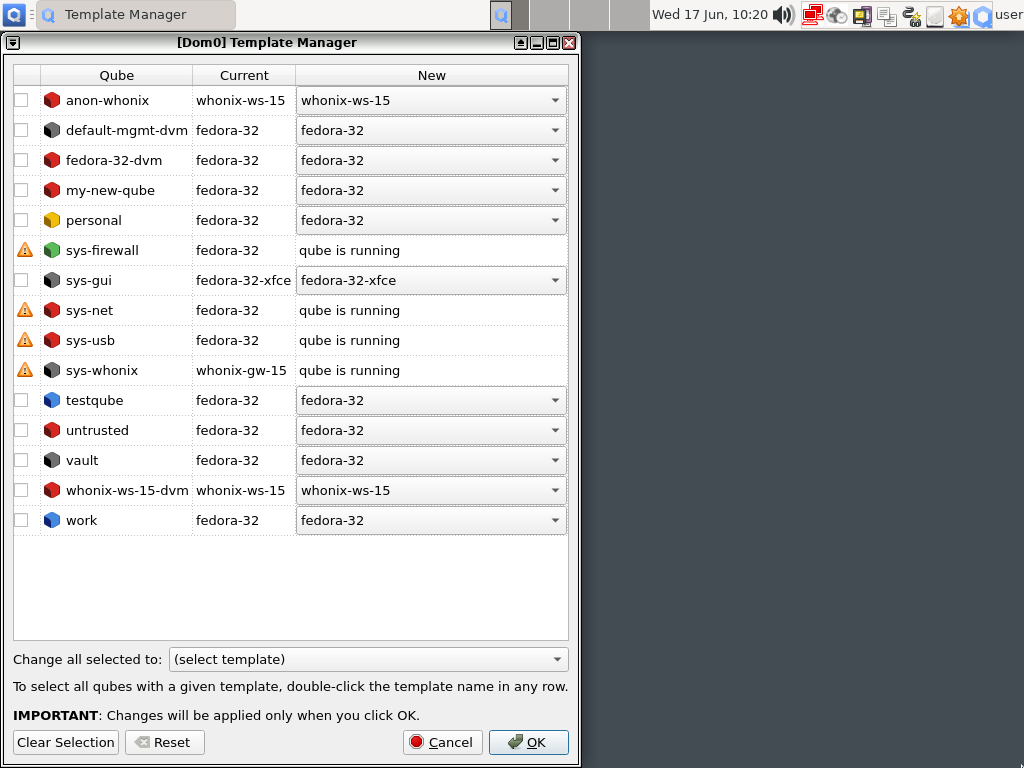 Template Manager
Wed 17 Jun, 10:20
user
[Dom0] Template Manager
Qube Current New
anon-whonix whonix-ws-15 whonix-ws-15
default-mgmt-dvm fedora-32 fedora-32
fedora-32-dvm fedora-32 fedora-32
my-new-qube fedora-32 fedora-32
personal fedora-32 fedora-32
sys-firewall fedora-32 qube is running
sys-gui fedora-32-xfce fedora-32-xfce
sys-net fedora-32 qube is running
sys-usb fedora-32 qube is running
sys-whonix whonix-gw-15 qube is running
testqube fedora-32 fedora-32
untrusted fedora-32 fedora-32
vault fedora-32 fedora-32
whonix-ws-15-dvm whonix-ws-15 whonix-ws-15
work fedora-32 fedora-32
Change all selected to: (select template)
To select all qubes with a given template, double-click the template name in any row.
IMPORTANT: Changes will be applied only when you click OK.
Clear Selection Reset Cancel OK